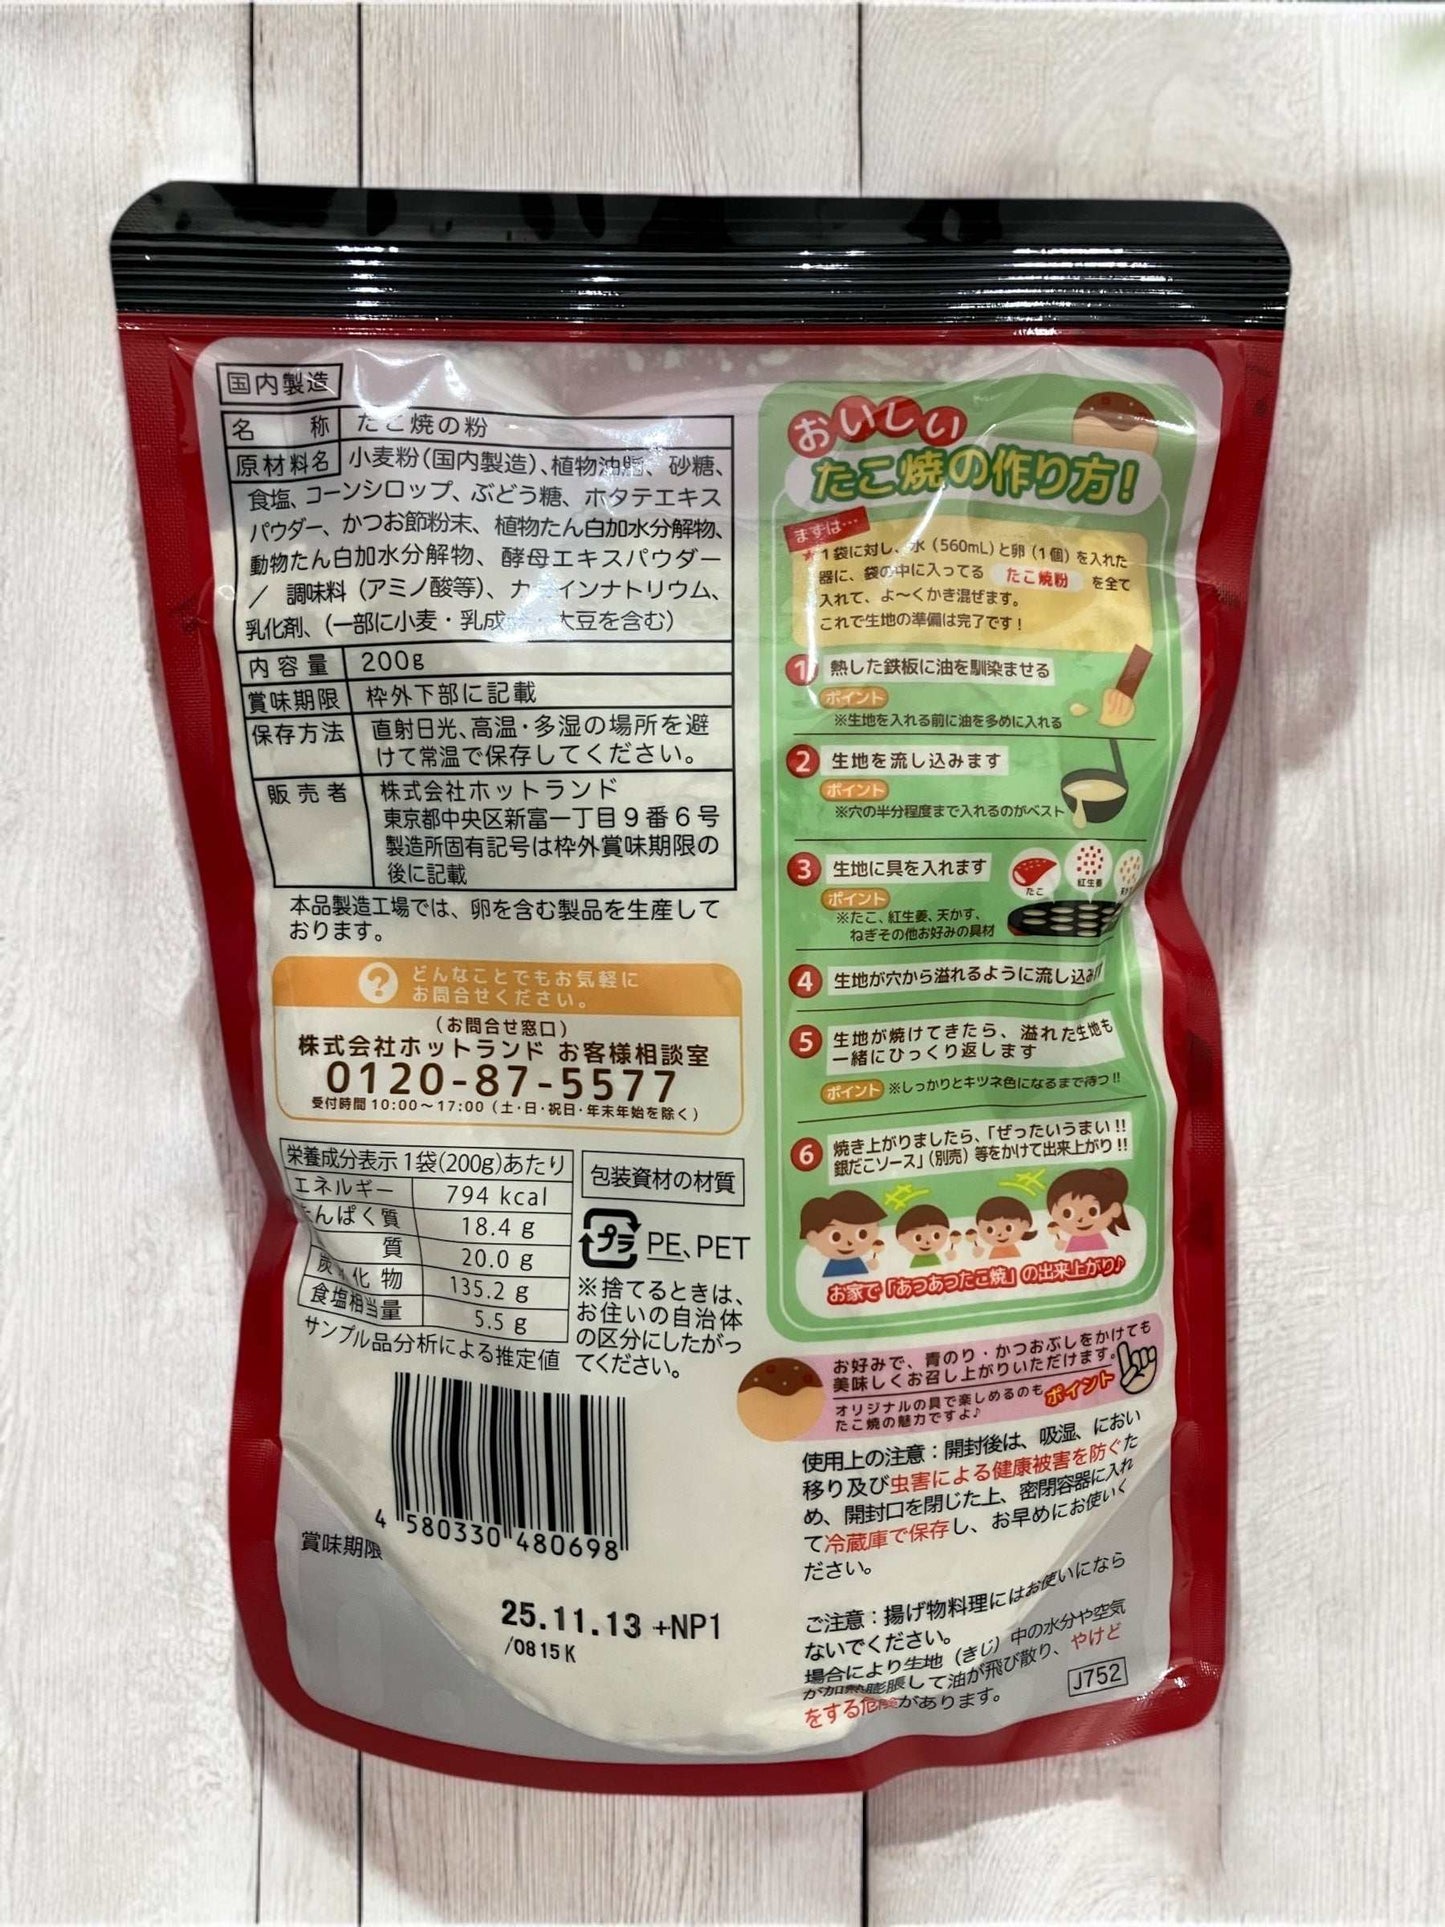 国内製造
名 称 たこ焼の粉
原材料名 小麦粉(国内製造)、植物油脂、砂糖、
食塩、コーンシロップ、ぶどう糖、ホタテエキス
パウダー、かつお節粉末、植物たん白加水分解物、
動物たん白加水分解物、酵母エキスパウダー
/ 調味料(アミノ酸等)、カ インナトリウム、
乳化剤、(一部に小麦・乳成 ・大豆を含む)
内容量 200g
賞味期限 枠外下部に記載
保存方法 直射日光、高温・多湿の場所を避
けて常温で保存してください。
販売者 株式会社ホットランド
東京都中央区新富一丁目9番6号
製造所固有記号は枠外賞味期限の
後に記載
本品製造工場では、卵を含む製品を生産して
おります。
? どんなことでもお気軽に
お問合せください。
(お問合せ窓口)
株式会社ホットランド お客様相談室
0120-87-5577
受付時間10:00~17:00(土・日・祝日・年末年始を除く)
栄養成分表示 1袋(200g)あたり
エネルギー 794 kcal
たんぱく質 18.4 g
質 20.0 g
炭水化物 135.2 g
食塩相当量 5.5 g
サンプル品分析による推定値
包装資材の材質
プラ PE、PET
※捨てるときは、
お住いの自治体
の区分にしたがっ
てください。
4 580330 480698
賞味期限
25.11.13 +NP1
/0815K
おいしい
たこ焼の作り方!
まずは…
★1袋に対し、水(560mL)と卵(1個)を入れた
器に、袋の中に入ってる たこ焼粉 を全て
入れて、よ~くかき混ぜます。
これで生地の準備は完了です!
1 熱した鉄板に油を馴染ませる
ポイント
※生地を入れる前に油を多めに入れる
2 生地を流し込みます
ポイント
※穴の半分程度まで入れるのがベスト
3 生地に具を入れます
ポイント
※たこ、紅生姜、天かす、
ねぎその他お好みの具材
たこ
紅生姜
4 生地が穴から溢れるように流し込みます
5 生地が焼けてきたら、溢れた生地も
一緒にひっくり返します
ポイント ※しっかりとキツネ色になるまで待つ!!
6 焼き上がりましたら、「ぜったいうまい!!
銀だこソース」(別売)等をかけて出来上がり!!
お家で「あつあつたこ焼」の出来上がり♪
お好みで、青のり・かつおぶしをかけても
美味しくお召し上がりいただけます。
オリジナルの具で楽しめるのも
たこ焼の魅力ですよ♪
ポイント
使用上の注意:開封後は、吸湿、におい
移り及び虫害による健康被害を防ぐた
め、開封口を閉じた上、密閉容器に入れ
て冷蔵庫で保存し、お早めにお使いく
ださい。
ご注意:揚げ物料理にはお使いになら
ないでください。
場合により生地(きじ)中の水分や空気
が加熱膨脹して油が飛び散り、やけど
をする危険があります。
J752